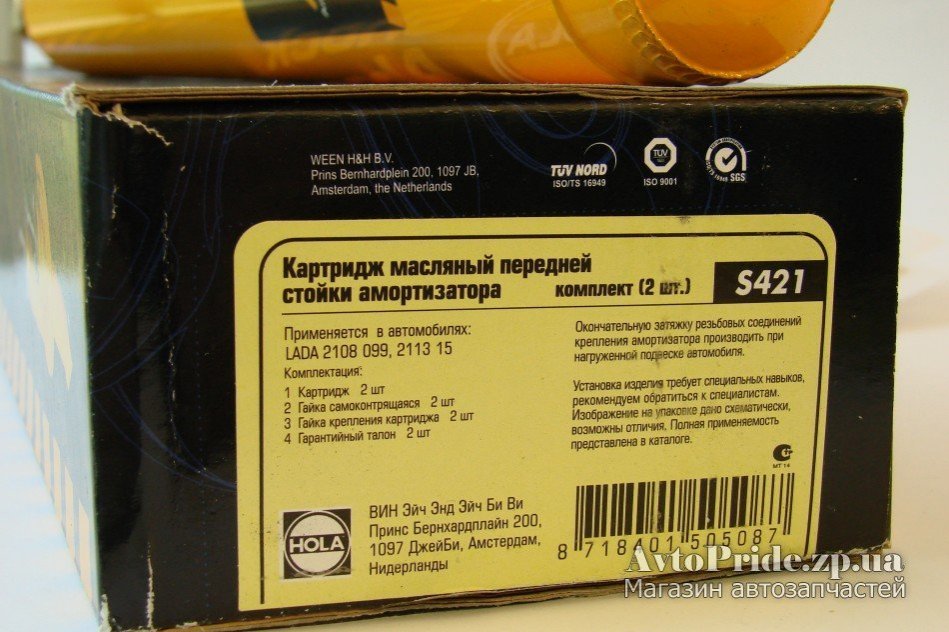 WEEN H&H B.V.
Prins Bernhardplein 200, 1097 JB,
Amsterdam, the Netherlands
TÜV NORD
ISO/TS 16949
TÜV
ISO 9001
SGS
Картридж масляный передней
стойки амортизатора комплект (2 шт.)
S421
Применяется в автомобилях:
LADA 2108 099, 2113 15
Комплектация:
1 Картридж 2 шт
2 Гайка самоконтрящаяся 2 шт
3 Гайка крепления картриджа 2 шт
4 Гарантийный талон 2 шт
Окончательную затяжку резьбовых соединений
крепления амортизатора производить при
нагруженной подвеске автомобиля.
Установка изделия требует специальных навыков,
рекомендуем обратиться к специалистам.
Изображение на упаковке дано схематически,
возможны отличия. Полная применяемость
представлена в каталоге.
МТ 14
HOLA
ВИН Эйч Энд Эйч Би Ви
Принс Бернхардплайн 200,
1097 ДжейБи, Амстердам,
Нидерланды
8 718401 505087
AvtoPride.zp.ua
Магазин автозапчастей